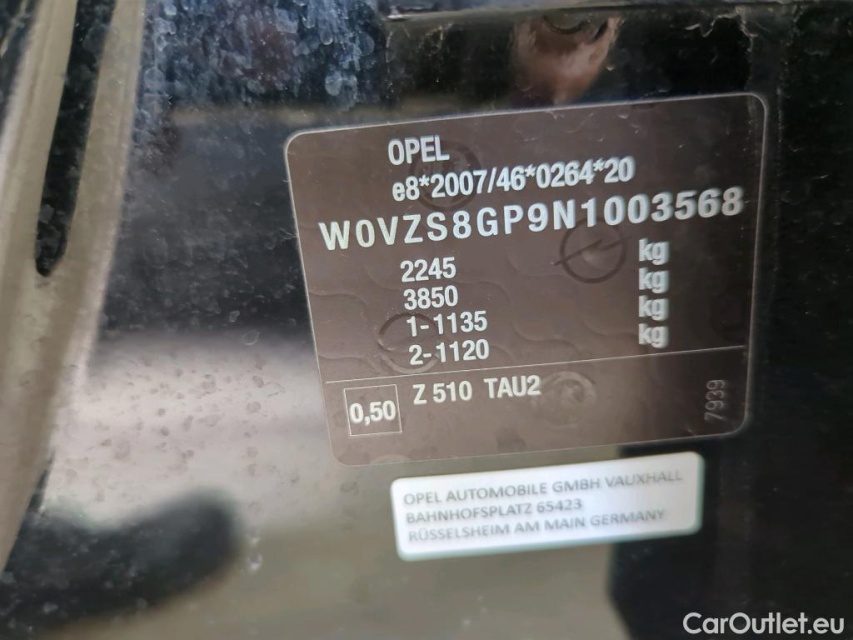 OPEL
e8*2007/46*0264*20
W0VZS8GP9N1003568
2245 kg
3850 kg
1-1135 kg
2-1120 kg
0,50 Z 510 TAU2
7939
OPEL AUTOMOBILE GMBH VAUXHALL
BAHNHOFSPLATZ 65423
RÜSSELSHEIM AM MAIN GERMANY
CarOutlet.eu